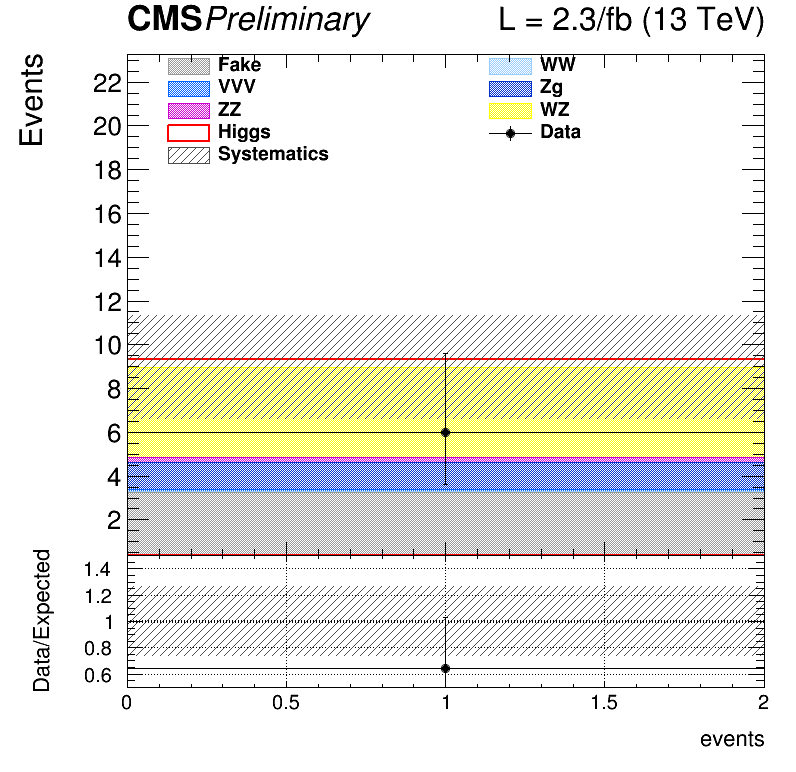 CMSPreliminary L = 2.3/fb (13 TeV)
Events
Fake WW
VVV Zg
ZZ WZ
Higgs Data
Systematics
22
20
18
16
14
12
10
8
6
4
2
Data/Expected
1.4
1.2
1
0.8
0.6
0 0.5 1 1.5 2
events